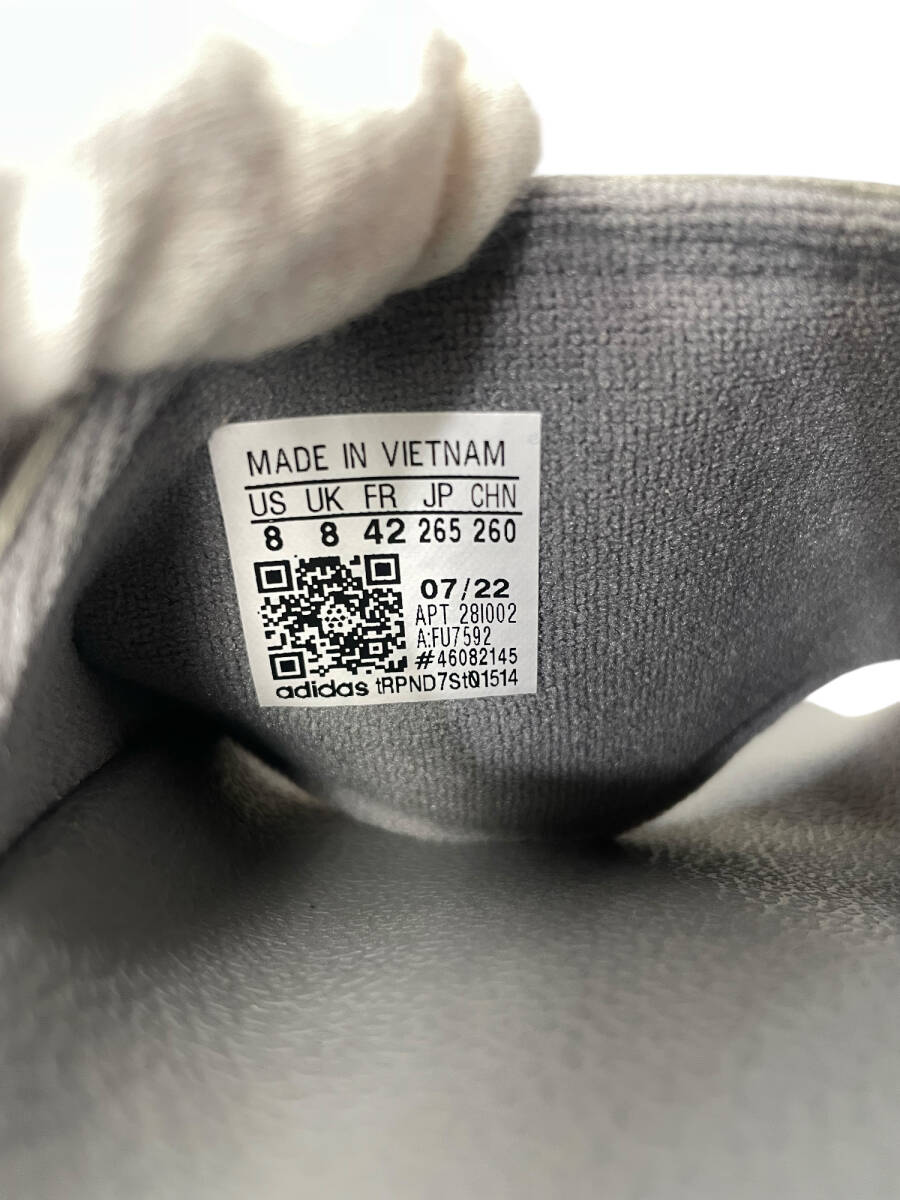 MADE IN VIETNAM
US UK FR JP CHN
8 8 42 265 260
07/22
APT 28I002
A:FU7592
#46082145
adidas tRPND7St01514